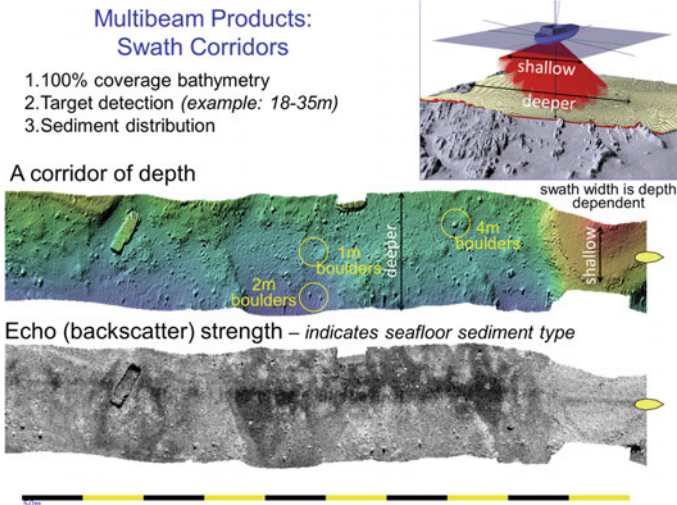 Multibeam Products:
Swath Corridors
1.100% coverage bathymetry
2.Target detection (example: 18-35m)
3.Sediment distribution
shallow
deeper
A corridor of depth
swath width is depth
dependent
4m
boulders
1m
boulders
2m
boulders
deeper
shallow
Echo (backscatter) strength – indicates seafloor sediment type